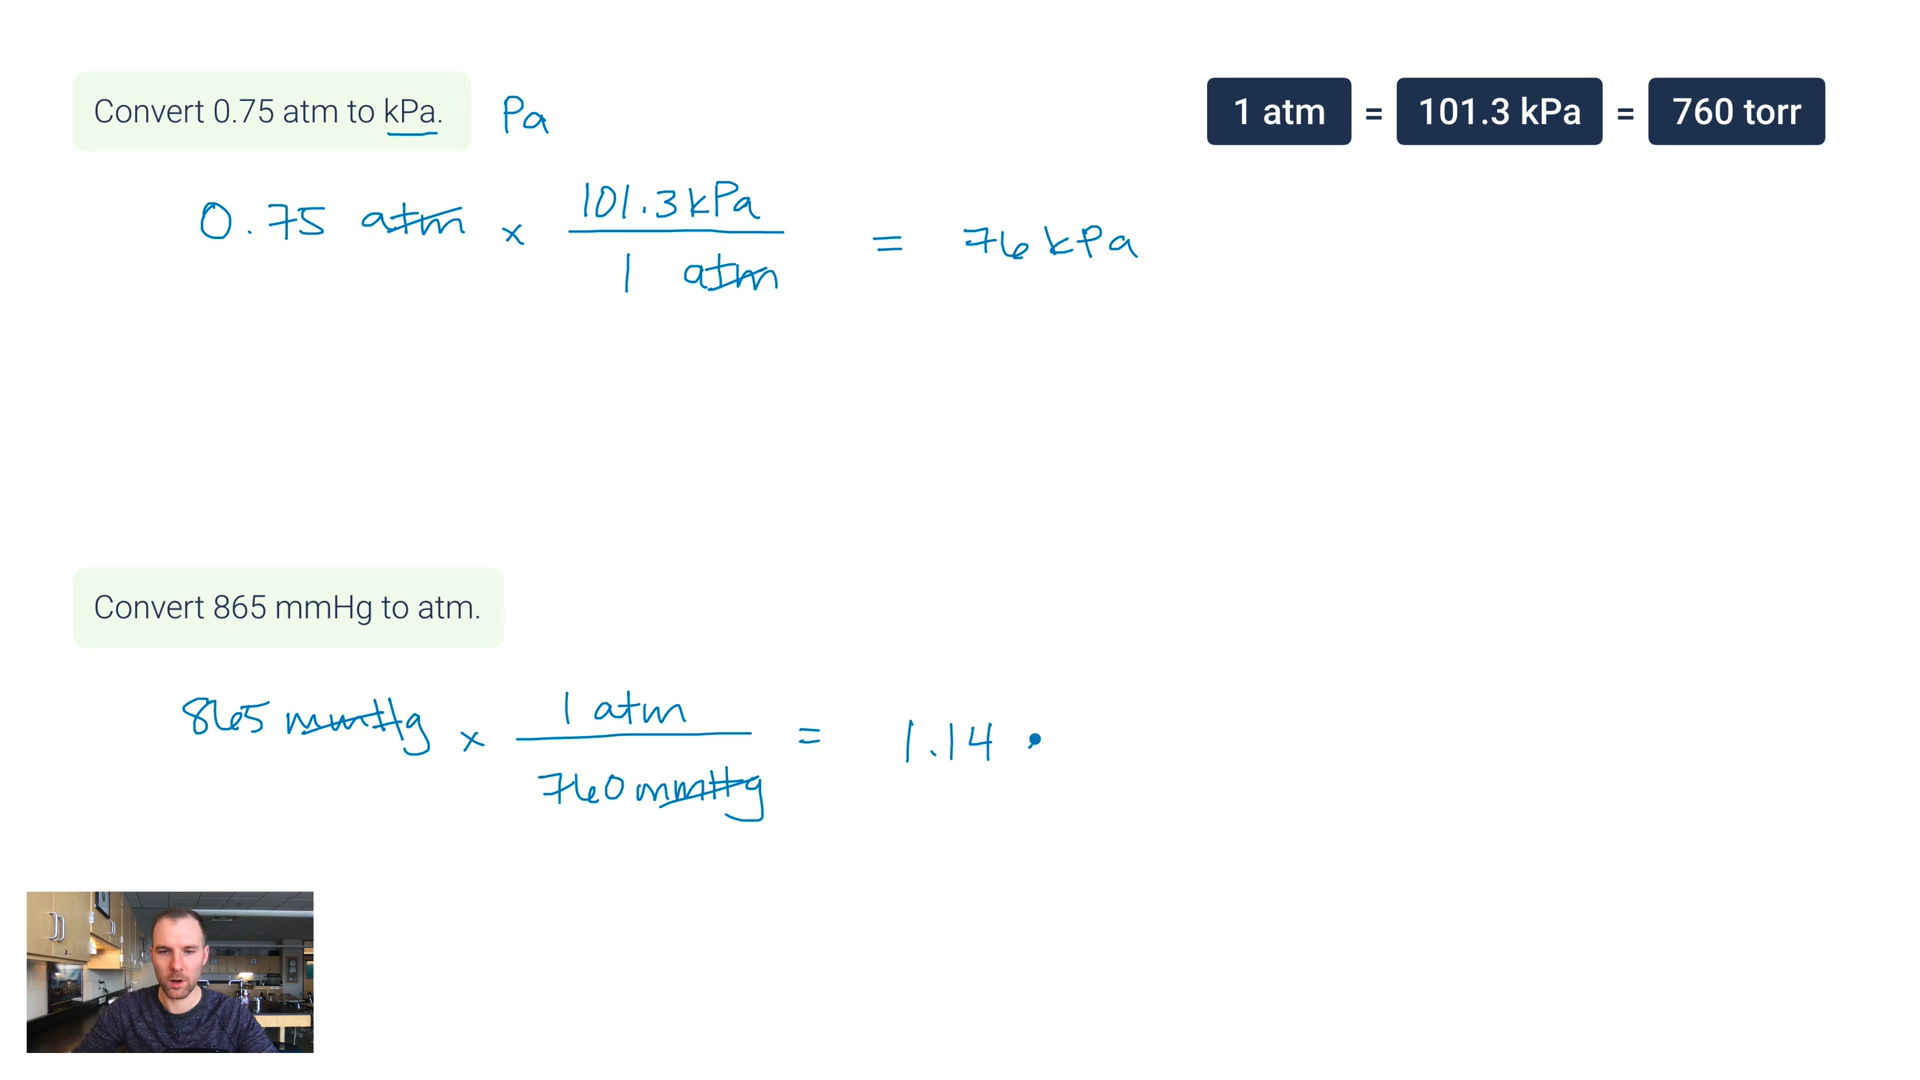 Convert 0.75 atm to kPa. Pa
1 atm = 101.3 kPa = 760 torr
0.75 atm × 101.3 kPa / 1 atm = 76 kPa
Convert 865 mmHg to atm.
865 mmHg × 1 atm / 760 mmHg = 1.14